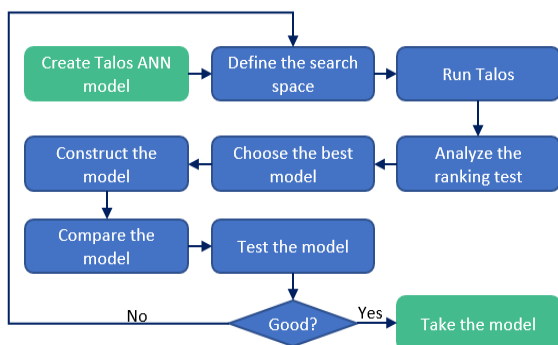 Create Talos ANN
model
Define the search
space
Run Talos
Construct the
model
Choose the best
model
Analyze the
ranking test
Compare the
model
Test the model
No
Good?
Yes
Take the model